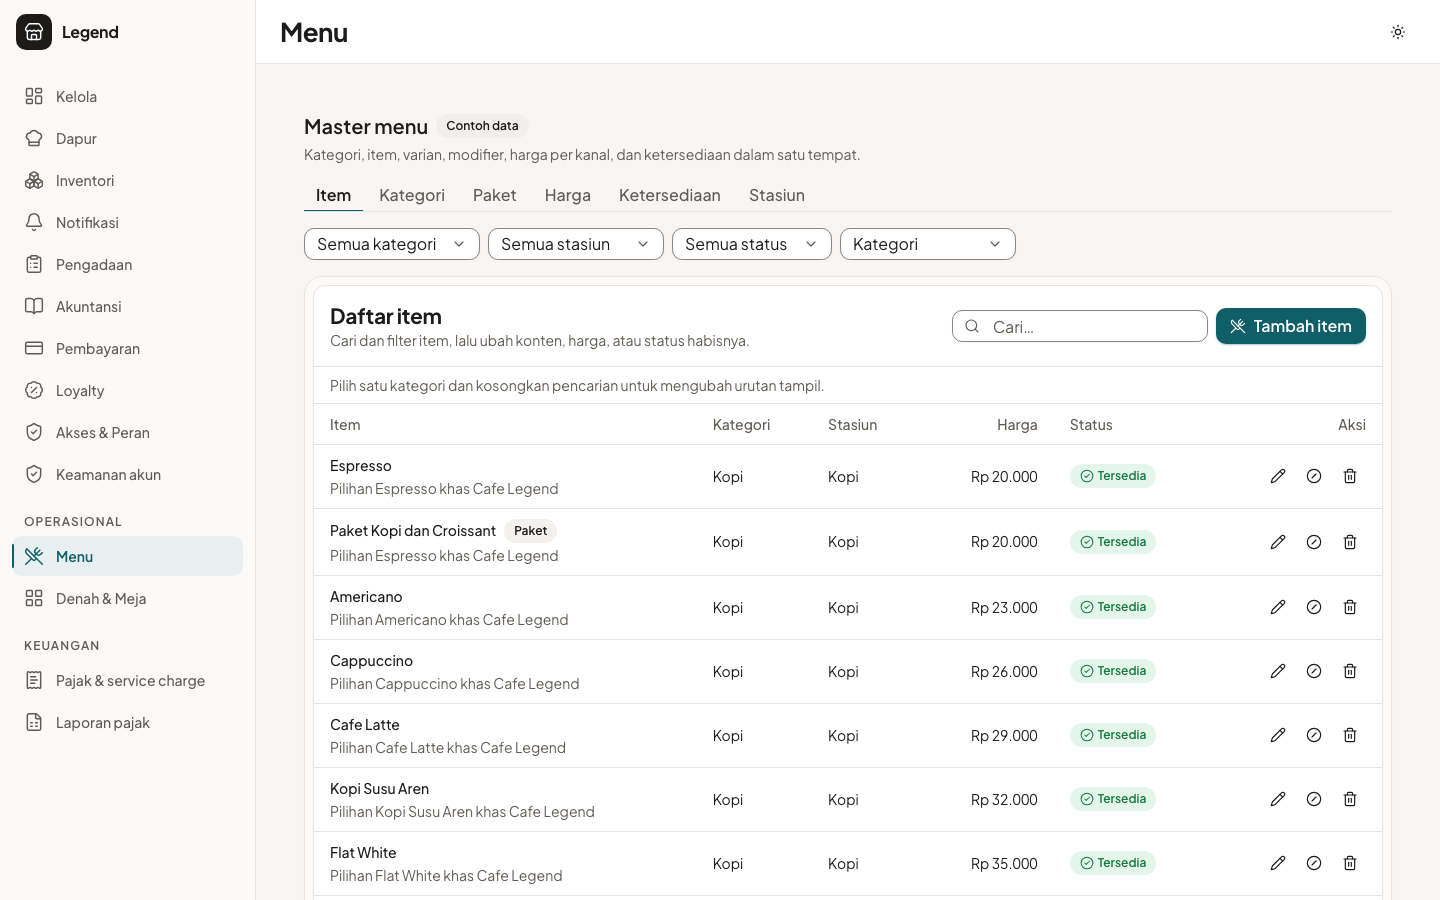 Legend
Menu
Kelola
Dapur
Inventori
Notifikasi
Pengadaan
Akuntansi
Pembayaran
Loyalty
Akses & Peran
Keamanan akun
OPERASIONAL
Menu
Denah & Meja
KEUANGAN
Pajak & service charge
Laporan pajak
Master menu Contoh data
Kategori, item, varian, modifier, harga per kanal, dan ketersediaan dalam satu tempat.
Item Kategori Paket Harga Ketersediaan Stasiun
Semua kategori Semua stasiun Semua status Kategori
Daftar item
Cari dan filter item, lalu ubah konten, harga, atau status habisnya.
Cari... Tambah item
Pilih satu kategori dan kosongkan pencarian untuk mengubah urutan tampil.
Item Kategori Stasiun Harga Status Aksi
Espresso
Pilihan Espresso khas Cafe Legend
Kopi Kopi Rp 20.000 Tersedia
Paket Kopi dan Croissant Paket
Pilihan Espresso khas Cafe Legend
Kopi Kopi Rp 20.000 Tersedia
Americano
Pilihan Americano khas Cafe Legend
Kopi Kopi Rp 23.000 Tersedia
Cappuccino
Pilihan Cappuccino khas Cafe Legend
Kopi Kopi Rp 26.000 Tersedia
Cafe Latte
Pilihan Cafe Latte khas Cafe Legend
Kopi Kopi Rp 29.000 Tersedia
Kopi Susu Aren
Pilihan Kopi Susu Aren khas Cafe Legend
Kopi Kopi Rp 32.000 Tersedia
Flat White
Pilihan Flat White khas Cafe Legend
Kopi Kopi Rp 35.000 Tersedia